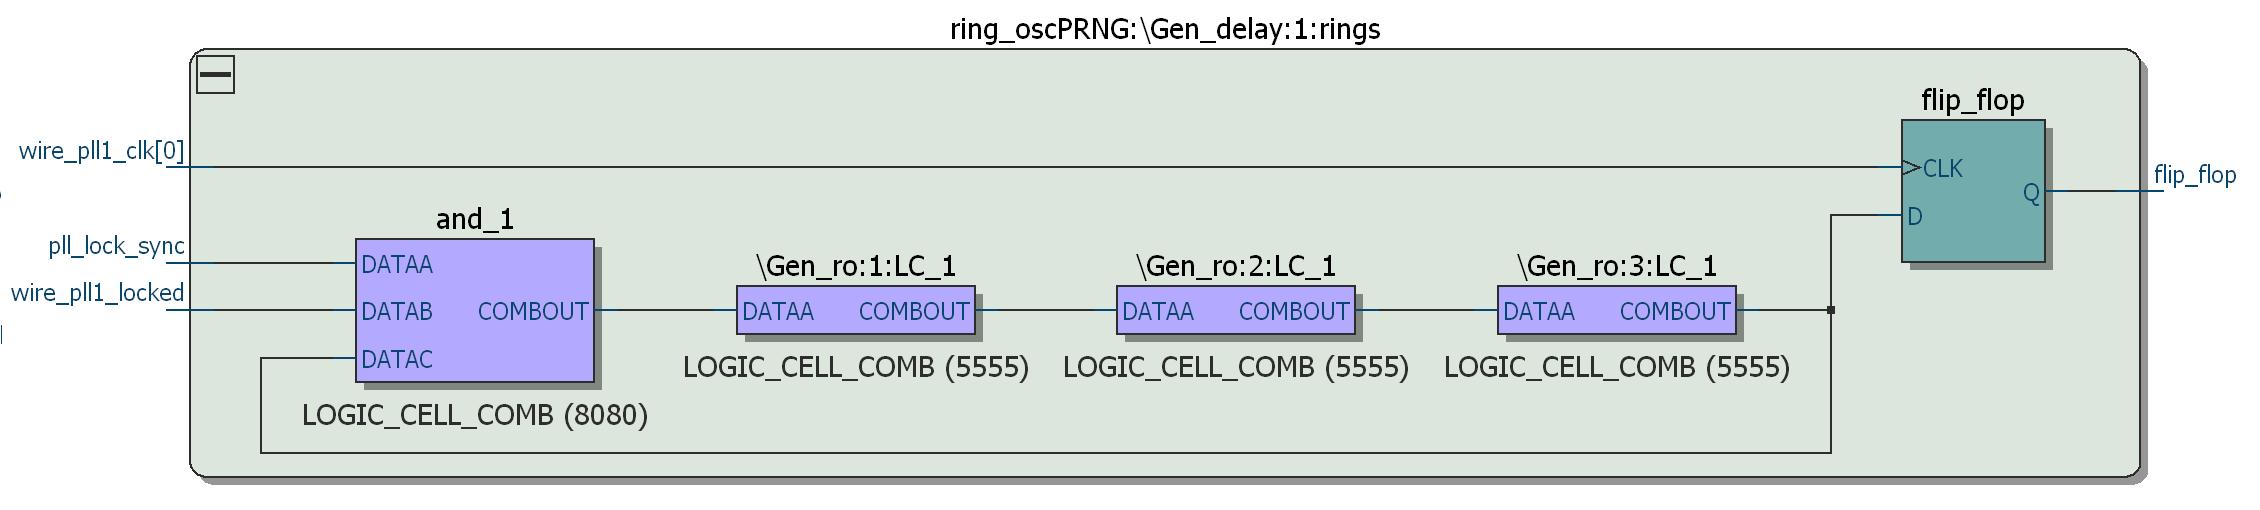 ring_oscPRNG:\Gen_delay:1:rings
flip_flop
wire_pll1_clk[0]
CLK
flip_flop
Q
and_1
D
pll_lock_sync
DATAA
\Gen_ro:1:LC_1
\Gen_ro:2:LC_1
\Gen_ro:3:LC_1
wire_pll1_locked
DATAB
COMBOUT
DATAA
COMBOUT
DATAA
COMBOUT
DATAA
COMBOUT
DATAC
LOGIC_CELL_COMB (5555)
LOGIC_CELL_COMB (5555)
LOGIC_CELL_COMB (5555)
LOGIC_CELL_COMB (8080)